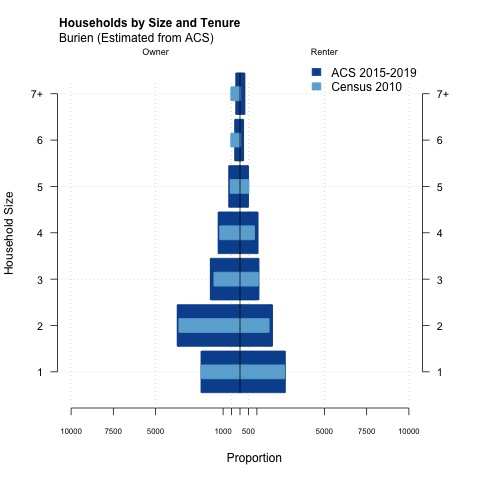 Households by Size and Tenure
Burien (Estimated from ACS)
Owner
Renter
ACS 2015-2019
Census 2010
7+
7+
6
6
5
5
4
4
3
3
2
2
1
1
Household Size
10000 7500 5000 1000 500 5000 7500 10000
Proportion